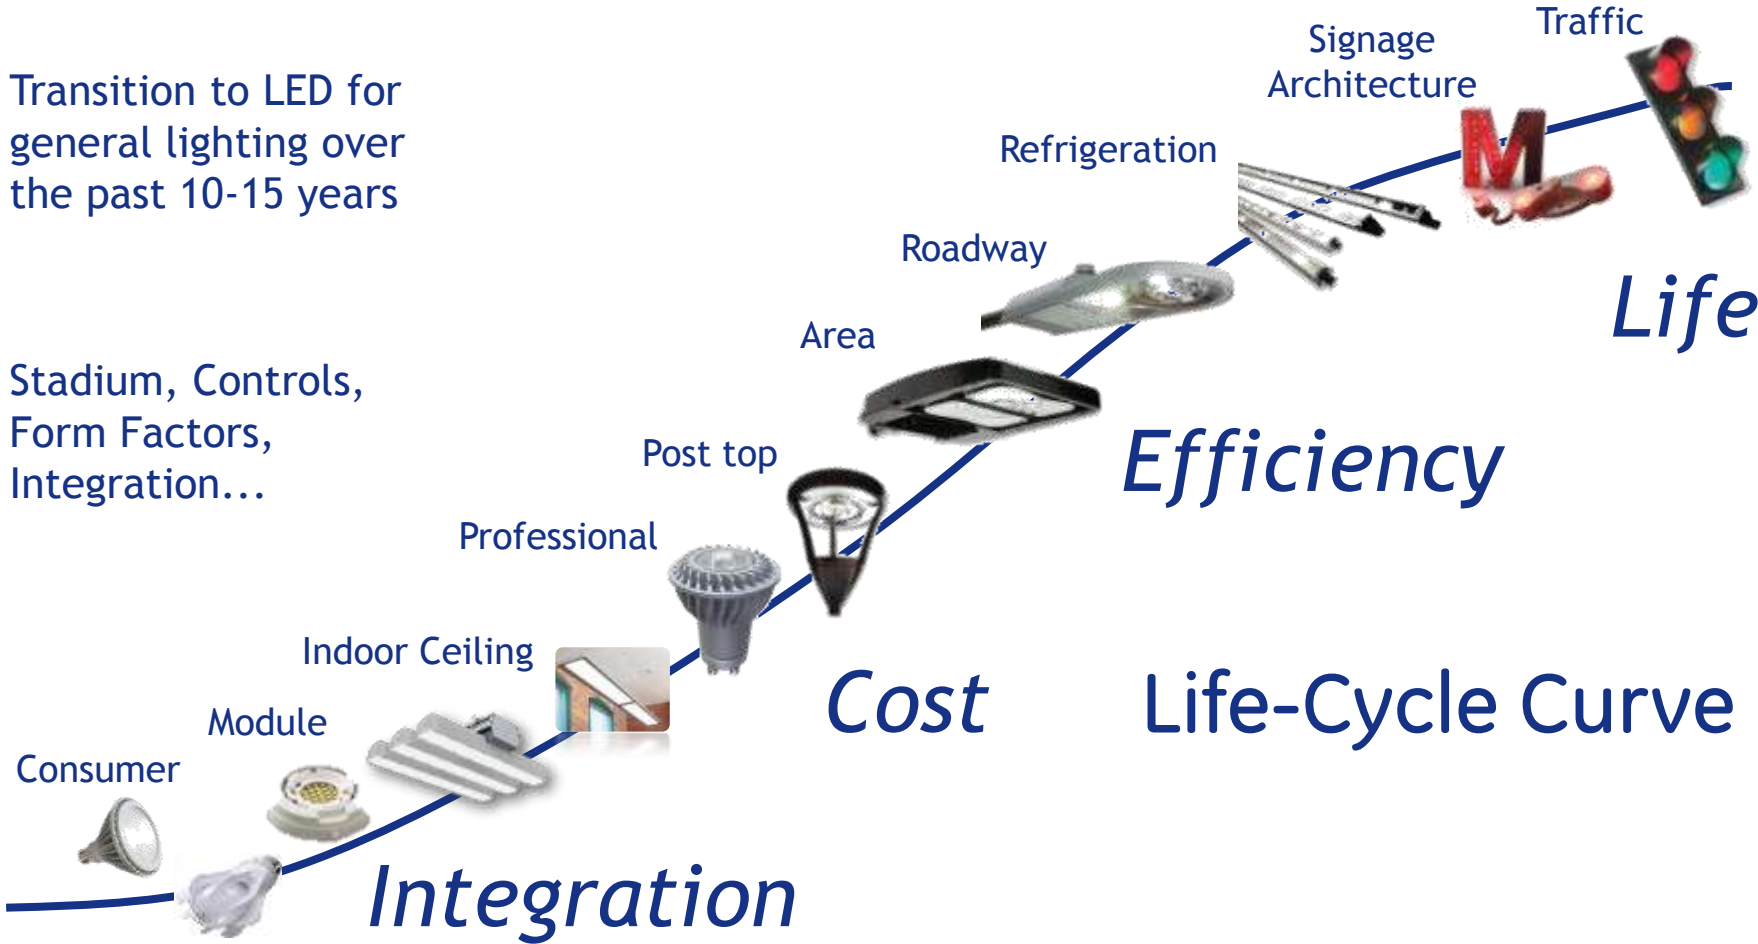 Traffic
Signage
Architecture
Transition to LED for
general lighting over
the past 10-15 years
Refrigeration
Roadway
Life
Area
Stadium, Controls,
Form Factors,
Integration...
Efficiency
Post top
Professional
Indoor Ceiling
Cost
Life-Cycle Curve
Module
Consumer
Integration
M